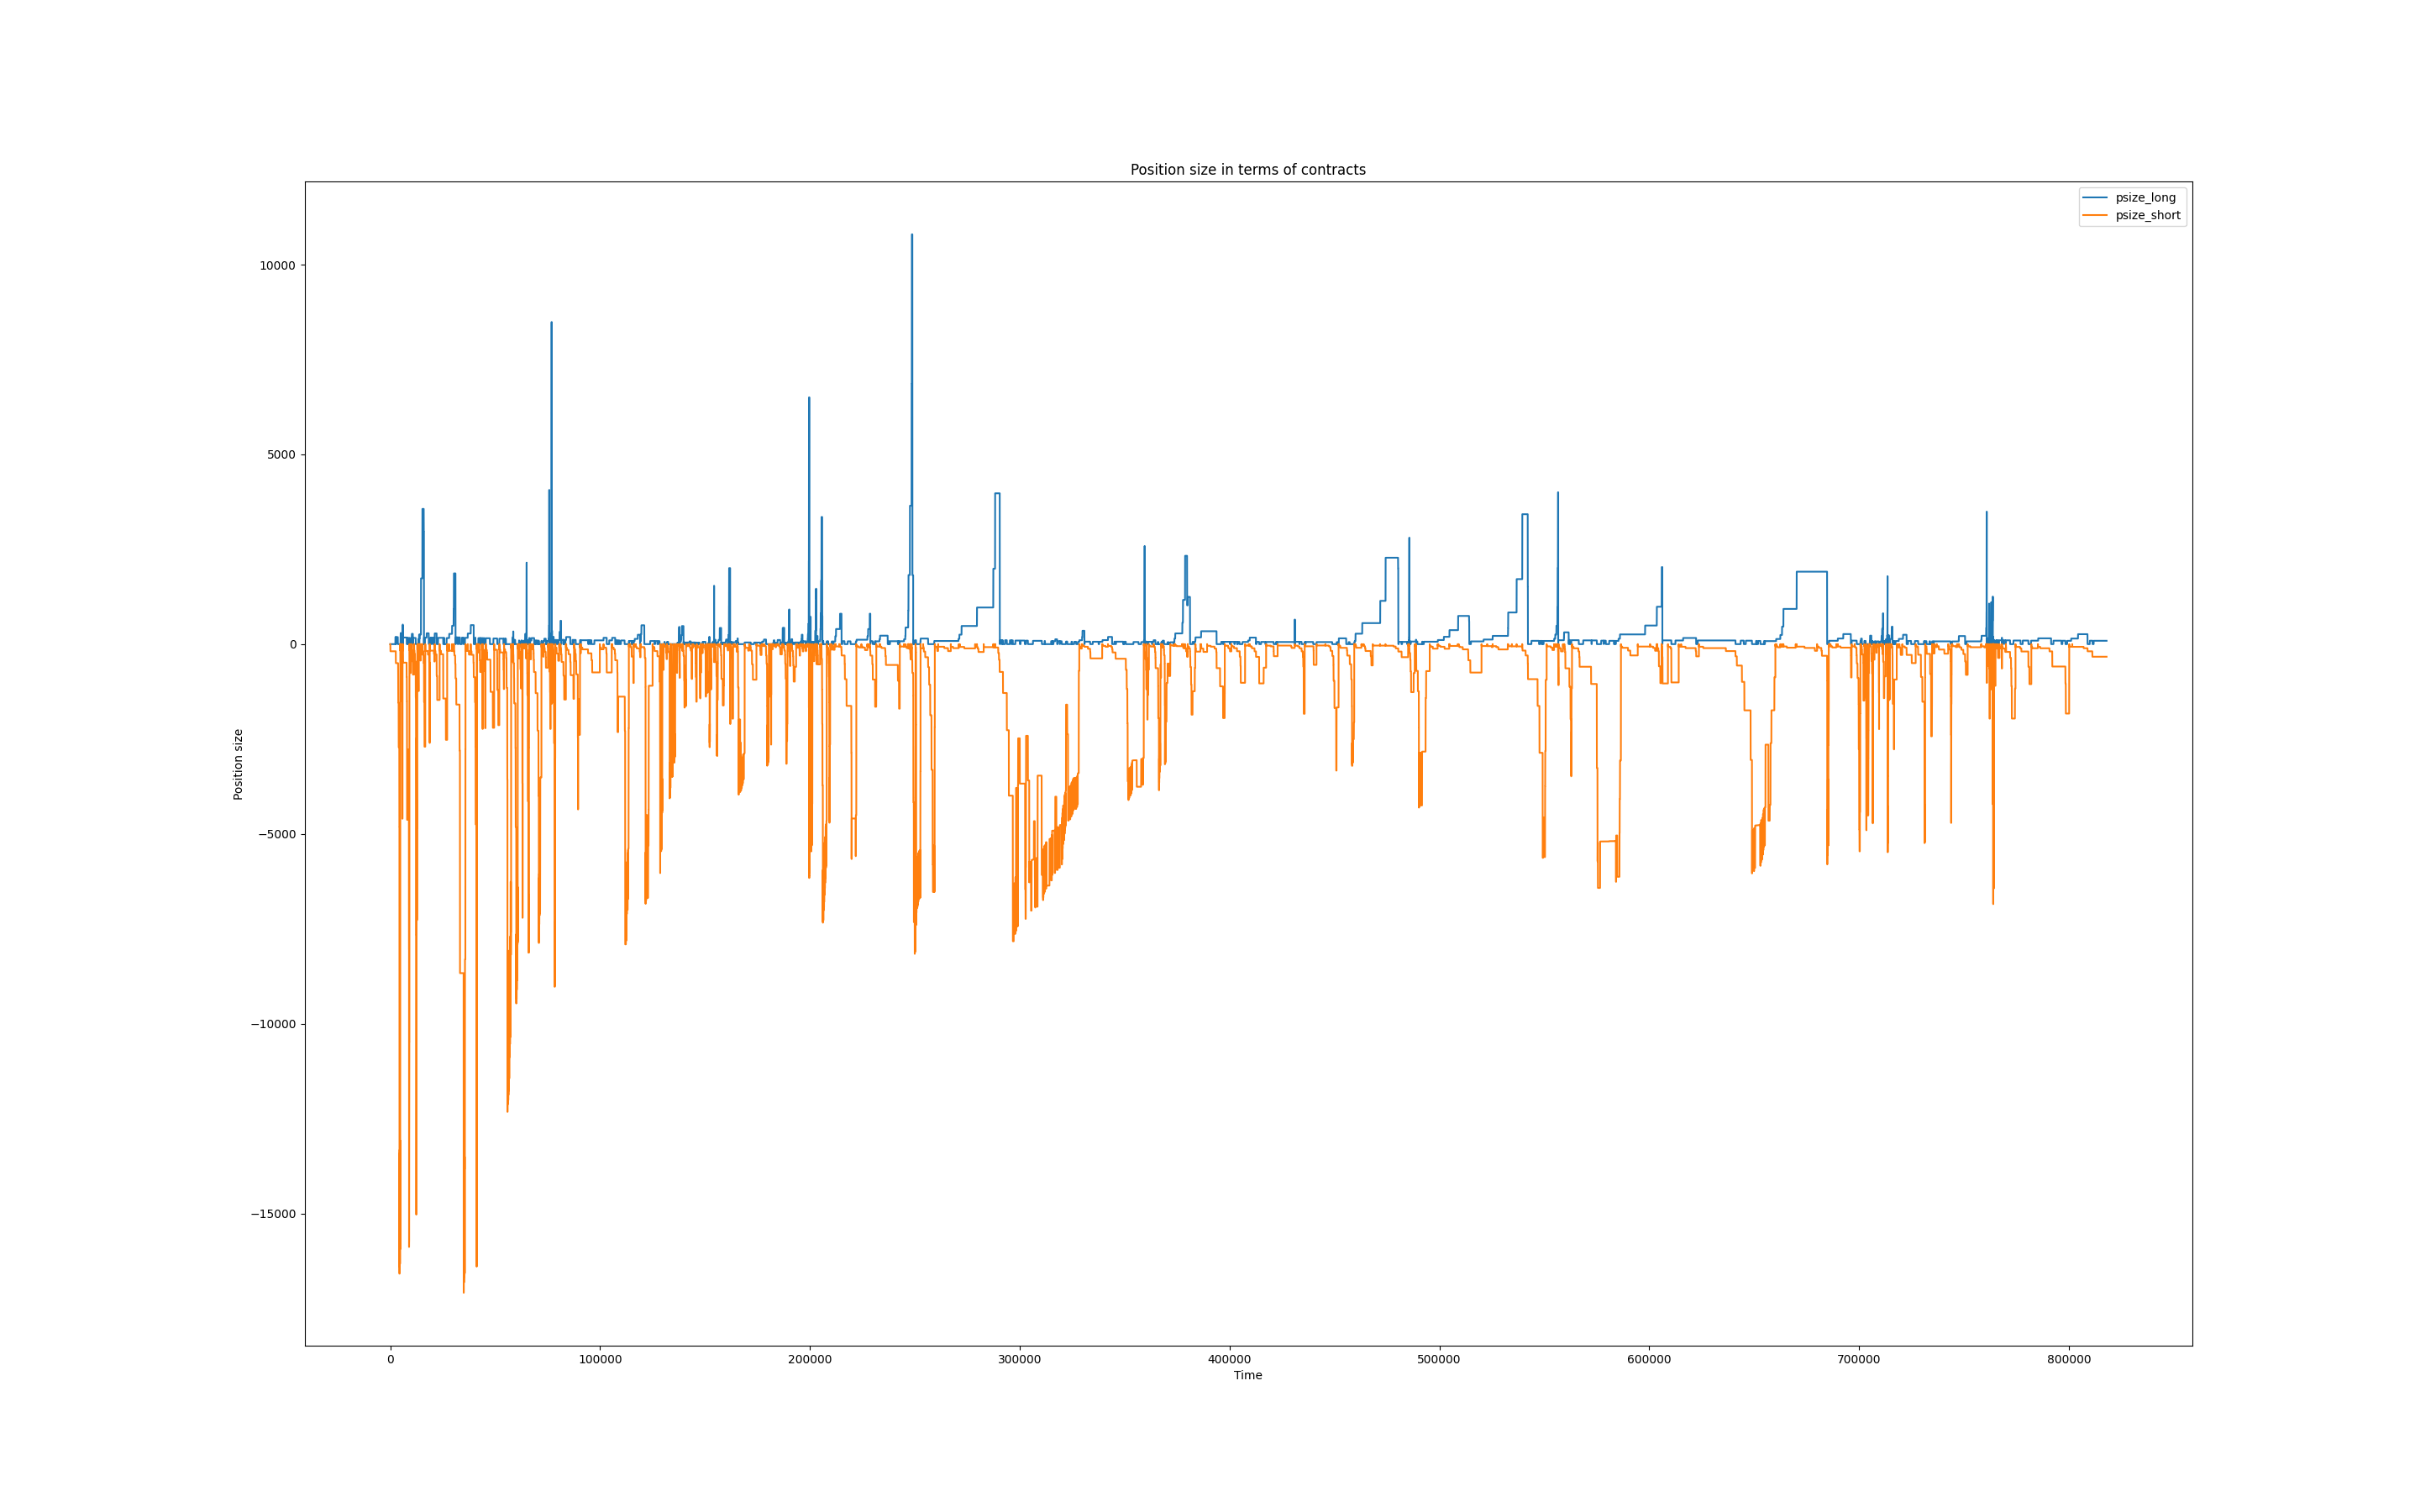 Position size in terms of contracts
psize_long
psize_short
10000
5000
0
−5000
−10000
−15000
Position size
0 100000 200000 300000 400000 500000 600000 700000 800000
Time